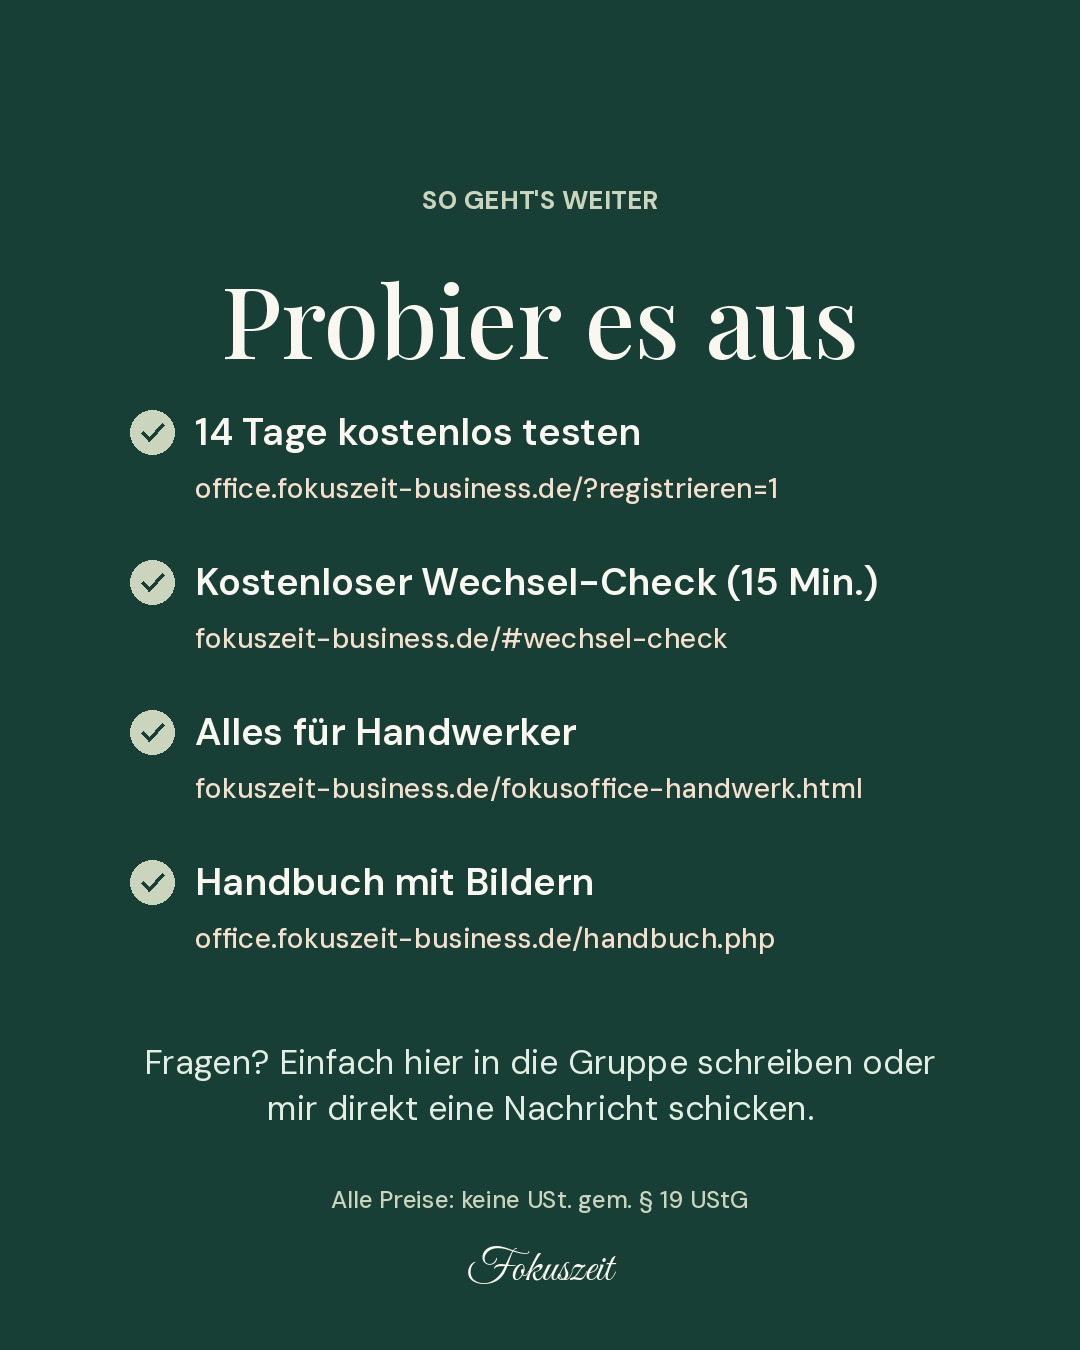 SO GEHT'S WEITER
Probier es aus
14 Tage kostenlos testen
office.fokuszeit-business.de/?registrieren=1
Kostenloser Wechsel-Check (15 Min.)
fokuszeit-business.de/#wechsel-check
Alles für Handwerker
fokuszeit-business.de/fokusoffice-handwerk.html
Handbuch mit Bildern
office.fokuszeit-business.de/handbuch.php
Fragen? Einfach hier in die Gruppe schreiben oder
mir direkt eine Nachricht schicken.
Alle Preise: keine USt. gem. § 19 UStG
Fokuszeit